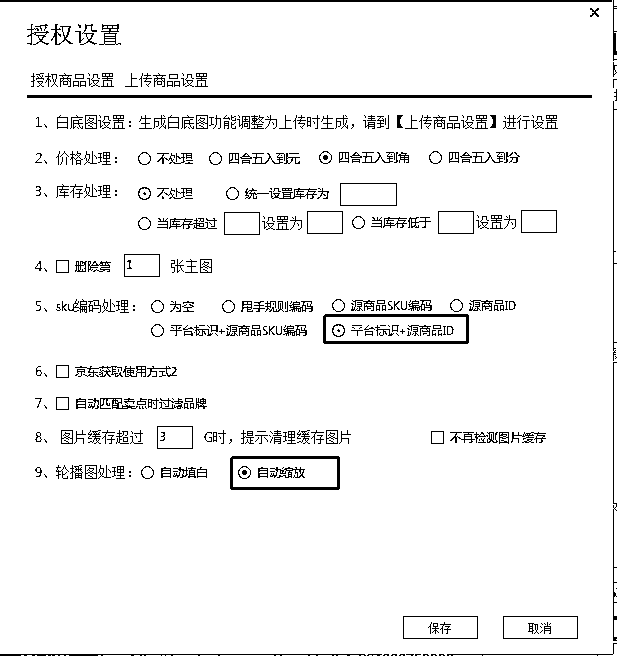 授权设置
授权商品设置 上传商品设置
1、白底图设置：生成白底图功能调整为上传时生成，请到【上传商品设置】进行设置
2、价格处理： 不处理 四舍五入到元 四舍五入到角 四舍五入到分
3、库存处理： 不处理 统一设置库存为
当库存超过 设置为 当库存低于 设置为
4、 删除第 1 张主图
5、sku编码处理： 为空 甩手规则编码 源商品SKU编码 源商品ID
平台标识+源商品SKU编码 平台标识+源商品ID
6、 京东获取使用方式2
7、 自动匹配卖点时过滤品牌
8、 图片缓存超过 3 G时，提示清理缓存图片 不再检测图片缓存
9、轮播图处理： 自动填白 自动缩放
保存 取消